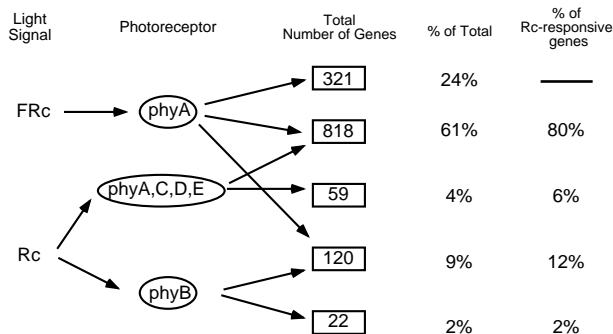 Light
Signal
Photoreceptor
Total
Number of Genes
% of Total
% of
Rc-responsive
genes
321
24%
FRc
phyA
818
61%
80%
phyA,C,D,E
59
4%
6%
Rc
120
9%
12%
phyB
22
2%
2%